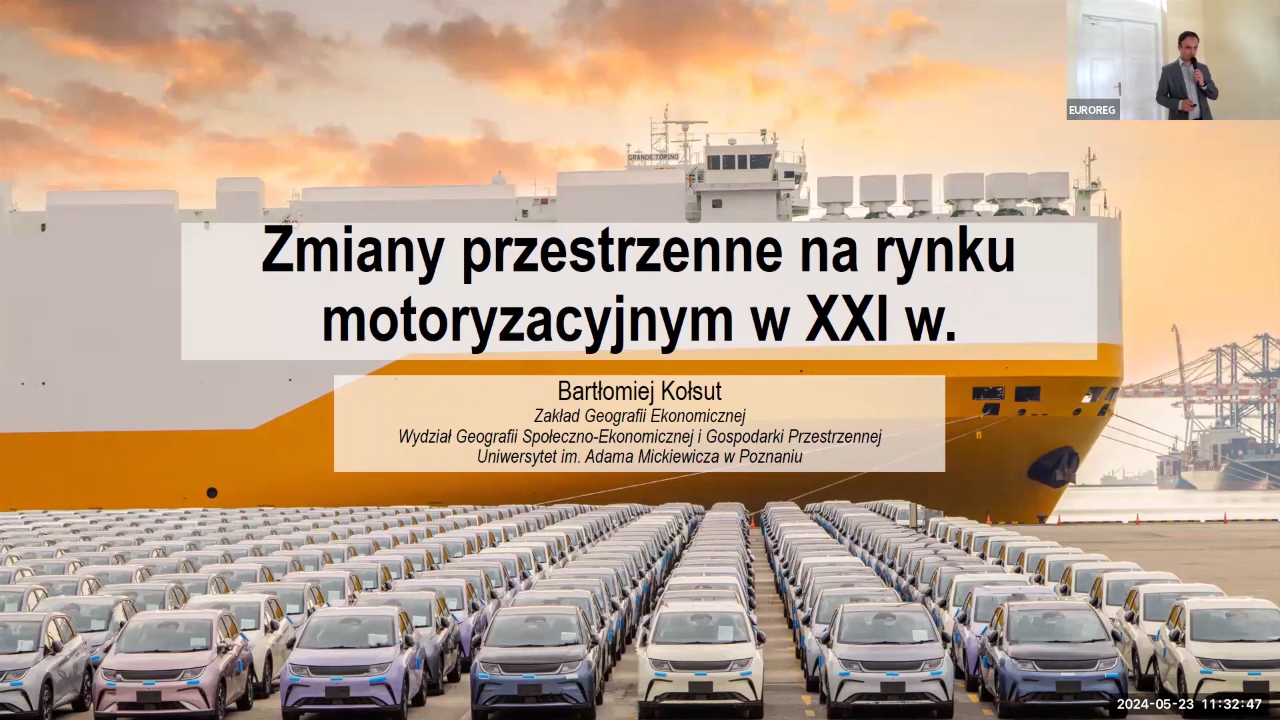 EUROREG
GRANDE TORINO
Zmiany przestrzenne na rynku
motoryzacyjnym w XXI w.
Bartłomiej Kołsut
Zakład Geografii Ekonomicznej
Wydział Geografii Społeczno-Ekonomicznej i Gospodarki Przestrzennej
Uniwersytet im. Adama Mickiewicza w Poznaniu
2024-05-23 11:32:47